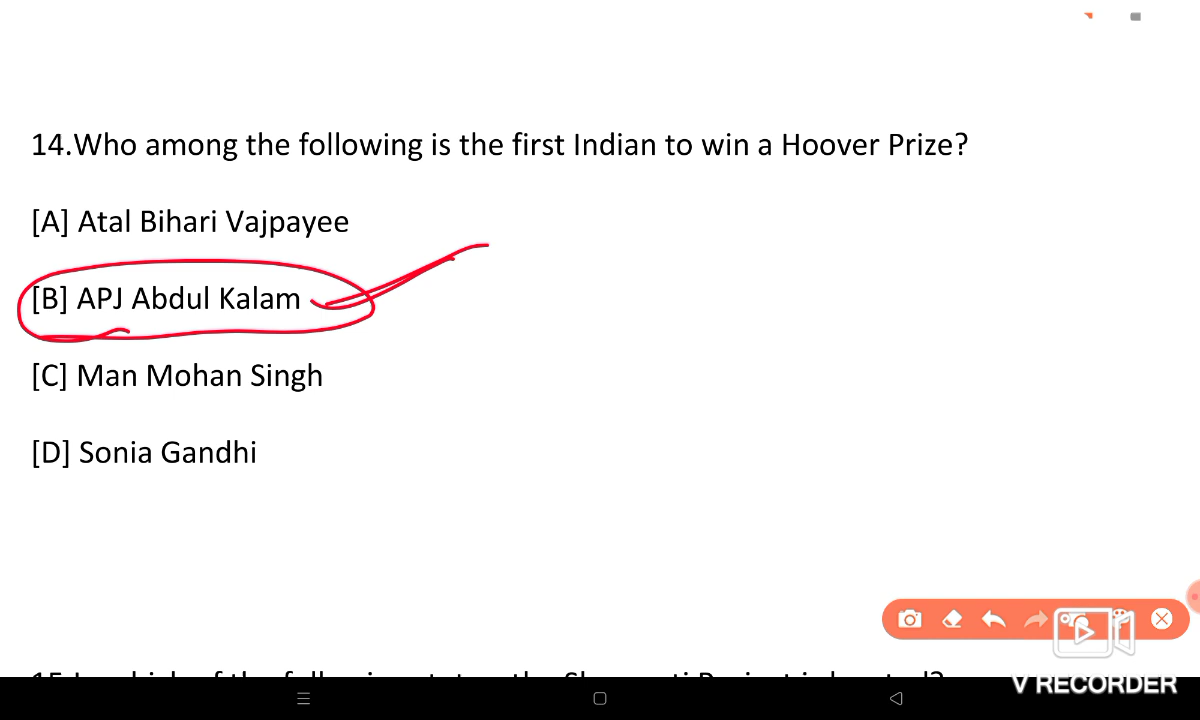 14.Who among the following is the first Indian to win a Hoover Prize?
[A] Atal Bihari Vajpayee
[B] APJ Abdul Kalam
[C] Man Mohan Singh
[D] Sonia Gandhi
V RECORDER